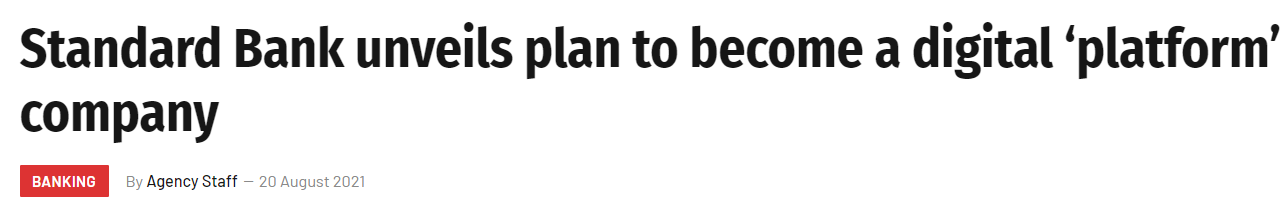 Standard Bank unveils plan to become a digital ‘platform’
company
BANKING By Agency Staff — 20 August 2021